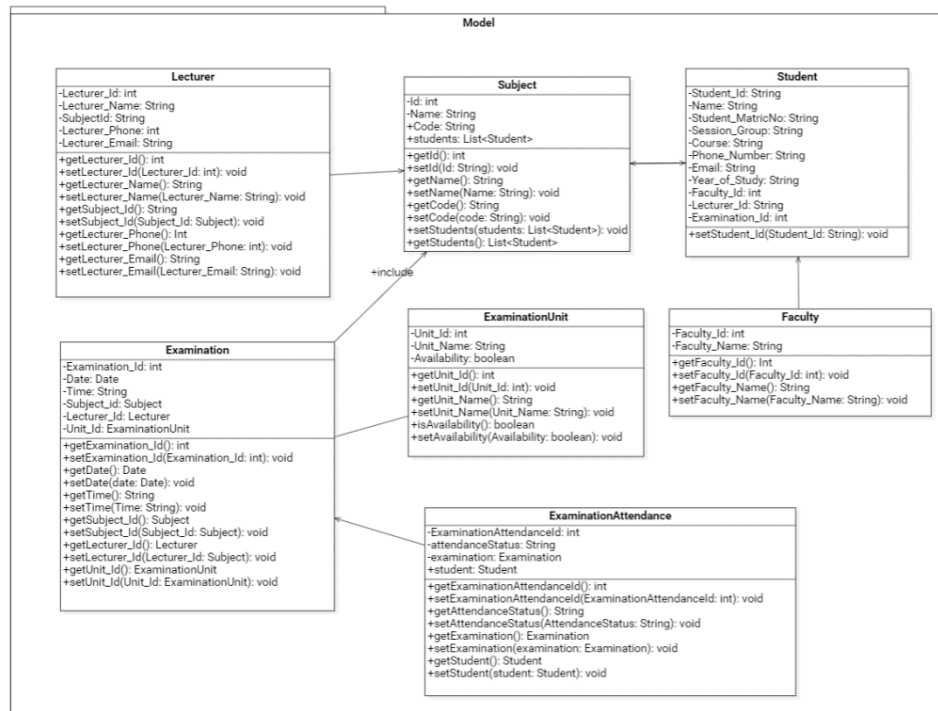 Model
Lecturer
-Lecturer_Id: int
-Lecturer_Name: String
-SubjectId: String
-Lecturer_Phone: int
-Lecturer_Email: String
+getLecturer_Id(): int
+setLecturer_Id(Lecturer_Id: int): void
+getLecturer_Name(): String
+setLecturer_Name(Lecturer_Name: String): void
+getSubject_Id(): String
+setSubject_Id(Subject_Id: Subject): void
+getLecturer_Phone(): Int
+setLecturer_Phone(Lecturer_Phone: int): void
+getLecturer_Email(): String
+setLecturer_Email(Lecturer_Email: String): void
Subject
-Id: int
-Name: String
+Code: String
+students: List<Student>
+getId(): int
+setId(Id: String): void
+getName(): String
+setName(Name: String): void
+getCode(): String
+setCode(code: String): void
+setStudents(students: List<Student>): void
+getStudents(): List<Student>
Student
-Student_Id: String
-Name: String
-Student_MatricNo: String
-Session_Group: String
-Course: String
-Phone_Number: String
-Email: String
-Year_of_Study: String
-Faculty_Id: int
-Lecturer_Id: String
-Examination_Id: int
+setStudent_Id(Student_Id: String): void
+include
Examination
-Examination_Id: int
-Date: Date
-Time: String
-Subject_id: Subject
-Lecturer_Id: Lecturer
-Unit_Id: ExaminationUnit
+getExamination_Id(): int
+setExamination_Id(Examination_Id: int): void
+getDate(): Date
+setDate(date: Date): void
+getTime(): String
+setTime(Time: String): void
+getSubject_Id(): Subject
+setSubject_Id(Subject_Id: Subject): void
+getLecturer_Id(): Lecturer
+setLecturer_Id(Lecturer_Id: Subject): void
+getUnit_Id(): ExaminationUnit
+setUnit_Id(Unit_Id: ExaminationUnit): void
ExaminationUnit
-Unit_Id: int
-Unit_Name: String
-Availability: boolean
+getUnit_Id(): int
+setUnit_Id(Unit_Id: int): void
+getUnit_Name(): String
+setUnit_Name(Unit_Name: String): void
+isAvailability(): boolean
+setAvailability(Availability: boolean): void
Faculty
-Faculty_Id: int
-Faculty_Name: String
+getFaculty_Id(): Int
+setFaculty_Id(Faculty_Id: int): void
+getFaculty_Name(): String
+setFaculty_Name(Faculty_Name: String): void
ExaminationAttendance
-ExaminationAttendanceId: int
-attendanceStatus: String
-examination: Examination
+student: Student
+getExaminationAttendanceId(): int
+setExaminationAttendanceId(ExaminationAttendanceId: int): void
+getAttendanceStatus(): String
+setAttendanceStatus(AttendanceStatus: String): void
+getExamination(): Examination
+setExamination(examination: Examination): void
+getStudent(): Student
+setStudent(student: Student): void